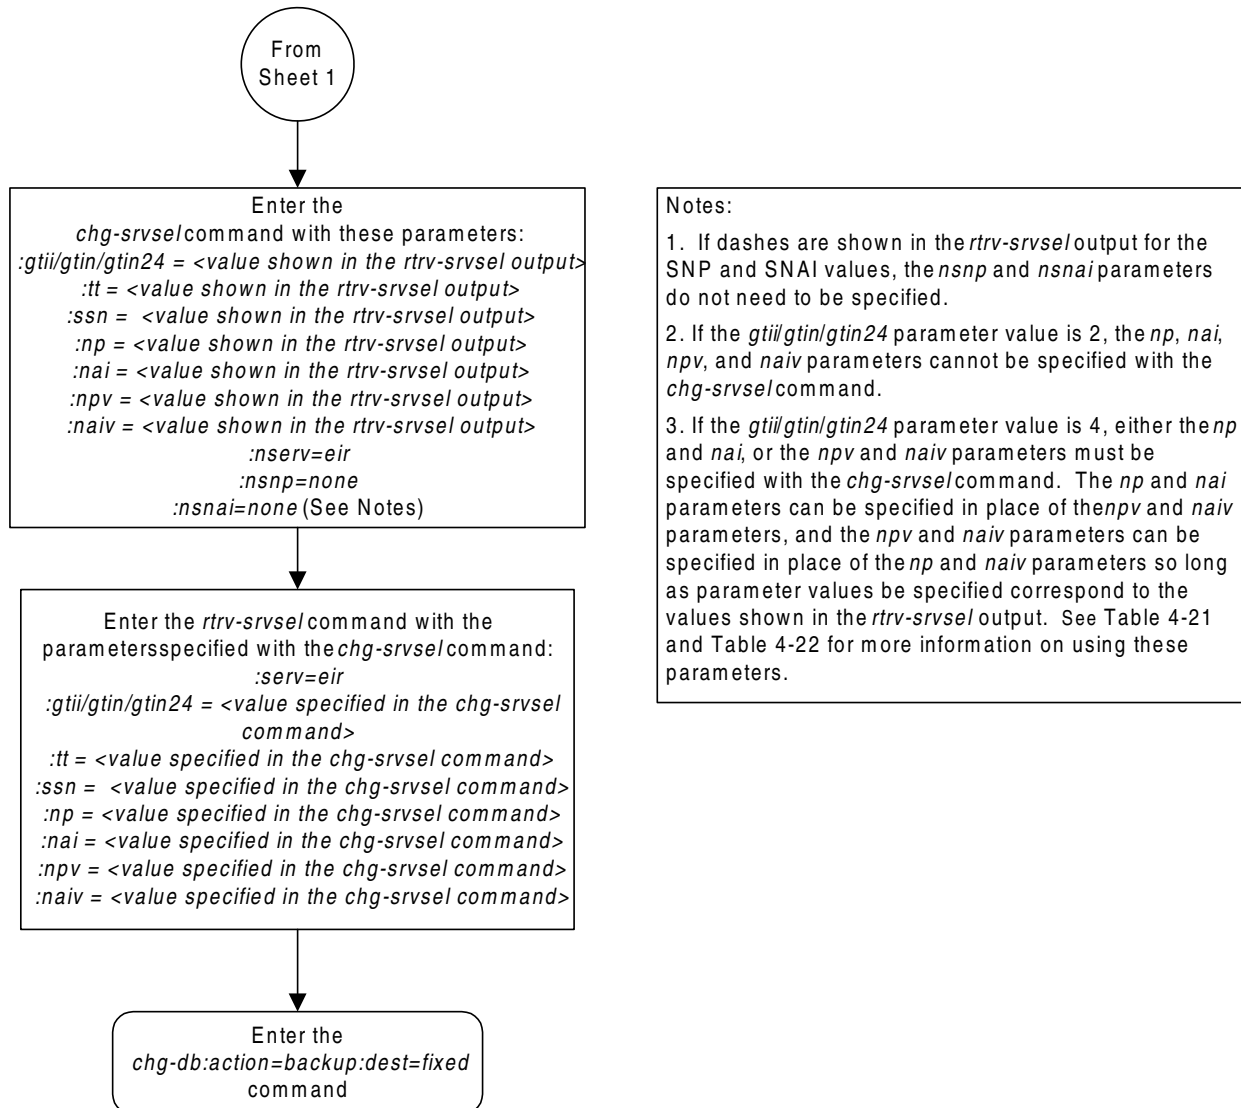 From
Sheet 1
Enter the
chg-srvsel command with these parameters:
:gtii/gtin/gtin24 = <value shown in the rtrv-srvsel output>
:tt = <value shown in the rtrv-srvsel output>
:ssn = <value shown in the rtrv-srvsel output>
:np = <value shown in the rtrv-srvsel output>
:nai = <value shown in the rtrv-srvsel output>
:npv = <value shown in the rtrv-srvsel output>
:naiv = <value shown in the rtrv-srvsel output>
:nserv=eir
:nsnp=none
:nsnai=none (See Notes)
Enter the rtrv-srvsel command with the
parametersspecified with the chg-srvsel command:
:serv=eir
:gtii/gtin/gtin24 = <value specified in the chg-srvsel
command>
:tt = <value specified in the chg-srvsel command>
:ssn = <value specified in the chg-srvsel command>
:np = <value specified in the chg-srvsel command>
:nai = <value specified in the chg-srvsel command>
:npv = <value specified in the chg-srvsel command>
:naiv = <value specified in the chg-srvsel command>
Enter the
chg-db:action=backup:dest=fixed
command
Notes:
1. If dashes are shown in the rtrv-srvsel output for the
SNP and SNAI values, the nsnp and nsnai parameters
do not need to be specified.
2. If the gtii/gtin/gtin24 parameter value is 2, the np, nai,
npv, and naiv parameters cannot be specified with the
chg-srvsel command.
3. If the gtii/gtin/gtin24 parameter value is 4, either the np
and nai, or the npv and naiv parameters must be
specified with the chg-srvsel command. The np and nai
parameters can be specified in place of the npv and naiv
parameters, and the npv and naiv parameters can be
specified in place of the np and naiv parameters so long
as parameter values be specified correspond to the
values shown in the rtrv-srvsel output. See Table 4-21
and Table 4-22 for more information on using these
parameters.